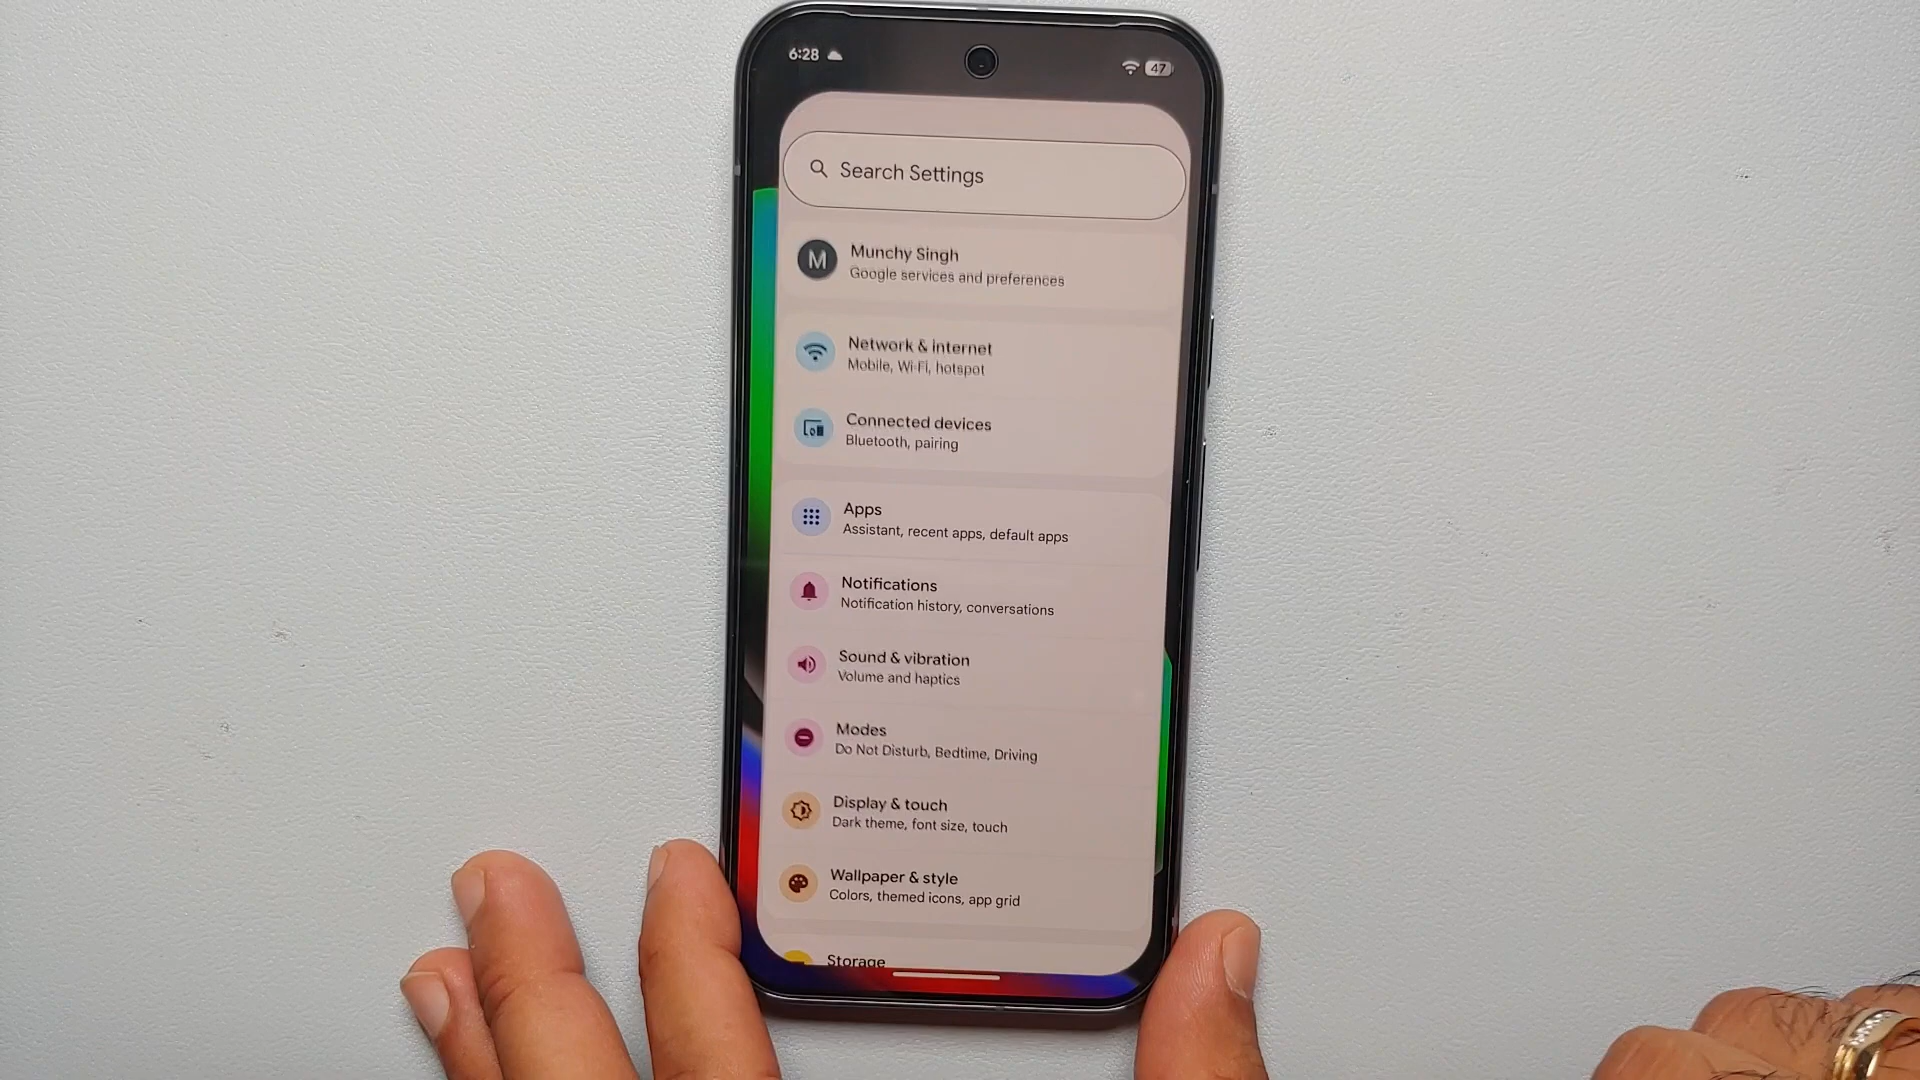 6:28
47
Search Settings
M
Munchy Singh
Google services and preferences
Network & internet
Mobile, Wi-Fi, hotspot
Connected devices
Bluetooth, pairing
Apps
Assistant, recent apps, default apps
Notifications
Notification history, conversations
Sound & vibration
Volume and haptics
Modes
Do Not Disturb, Bedtime, Driving
Display & touch
Dark theme, font size, touch
Wallpaper & style
Colors, themed icons, app grid
Storage